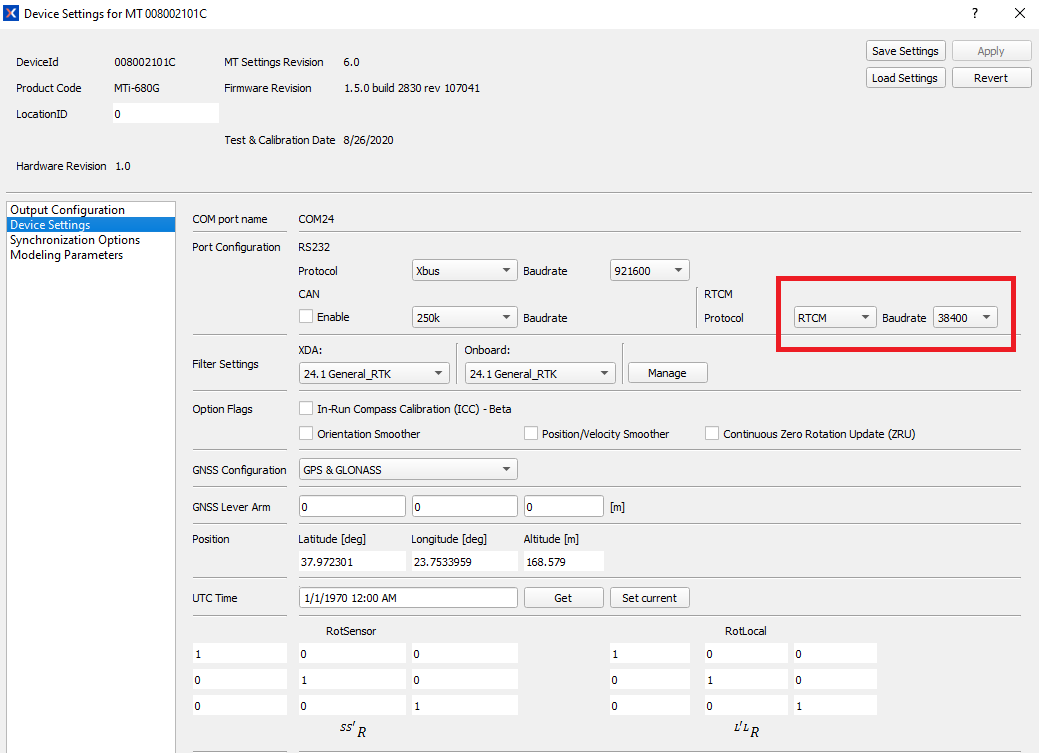 Device Settings for MT 008002101C
?
DeviceId 008002101C MT Settings Revision 6.0
Save Settings Apply
Product Code MTi-680G Firmware Revision 1.5.0 build 2830 rev 107041
Load Settings Revert
LocationID 0
Test & Calibration Date 8/26/2020
Hardware Revision 1.0
Output Configuration
Device Settings
Synchronization Options
Modeling Parameters
COM port name COM24
Port Configuration RS232
Protocol Xbus Baudrate 921600
CAN
Enable 250k Baudrate
RTCM
Protocol RTCM Baudrate 38400
Filter Settings
XDA:
24.1 General_RTK
Onboard:
24.1 General_RTK
Manage
Option Flags In-Run Compass Calibration (ICC) - Beta
Orientation Smoother Position/Velocity Smoother Continuous Zero Rotation Update (ZRU)
GNSS Configuration GPS & GLONASS
GNSS Lever Arm 0 0 0 [m]
Position Latitude [deg] Longitude [deg] Altitude [m]
37.972301 23.7533959 168.579
UTC Time 1/1/1970 12:00 AM Get Set current
RotSensor
1 0 0
0 1 0
0 0 1
SS' R
RotLocal
1 0 0
0 1 0
0 0 1
L'L R